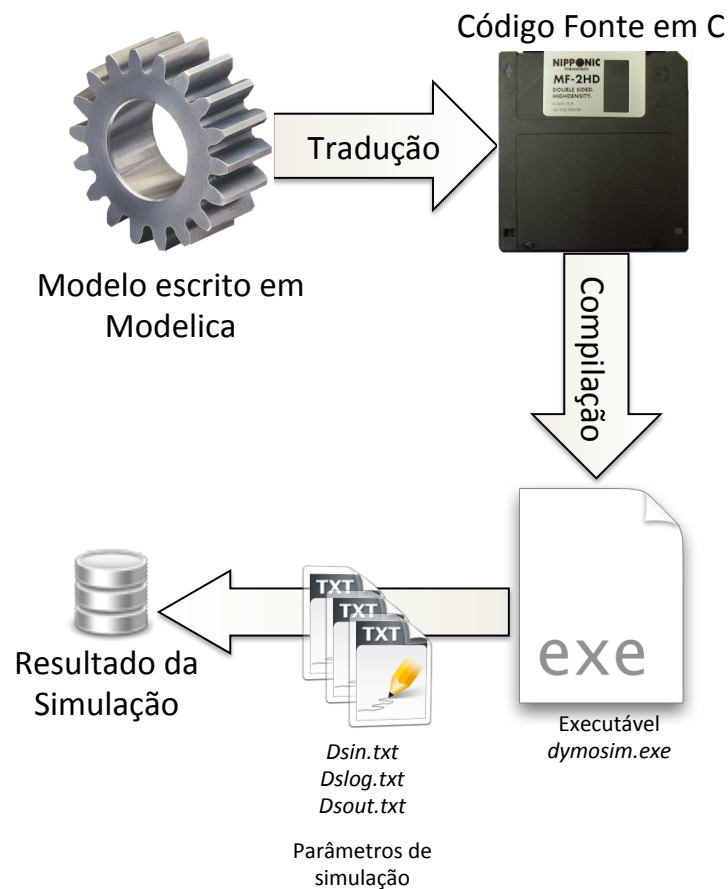 Código Fonte em C
NIPPONIC
MF-2HD
DOUBLE SIDED.
HIGHDENSITY.
Tradução
Modelo escrito em
Modelica
Compilação
TXT
TXT
TXT
exe
Resultado da
Simulação
Executável
dymosim.exe
Dsin.txt
Dslog.txt
Dsout.txt
Parâmetros de
simulação